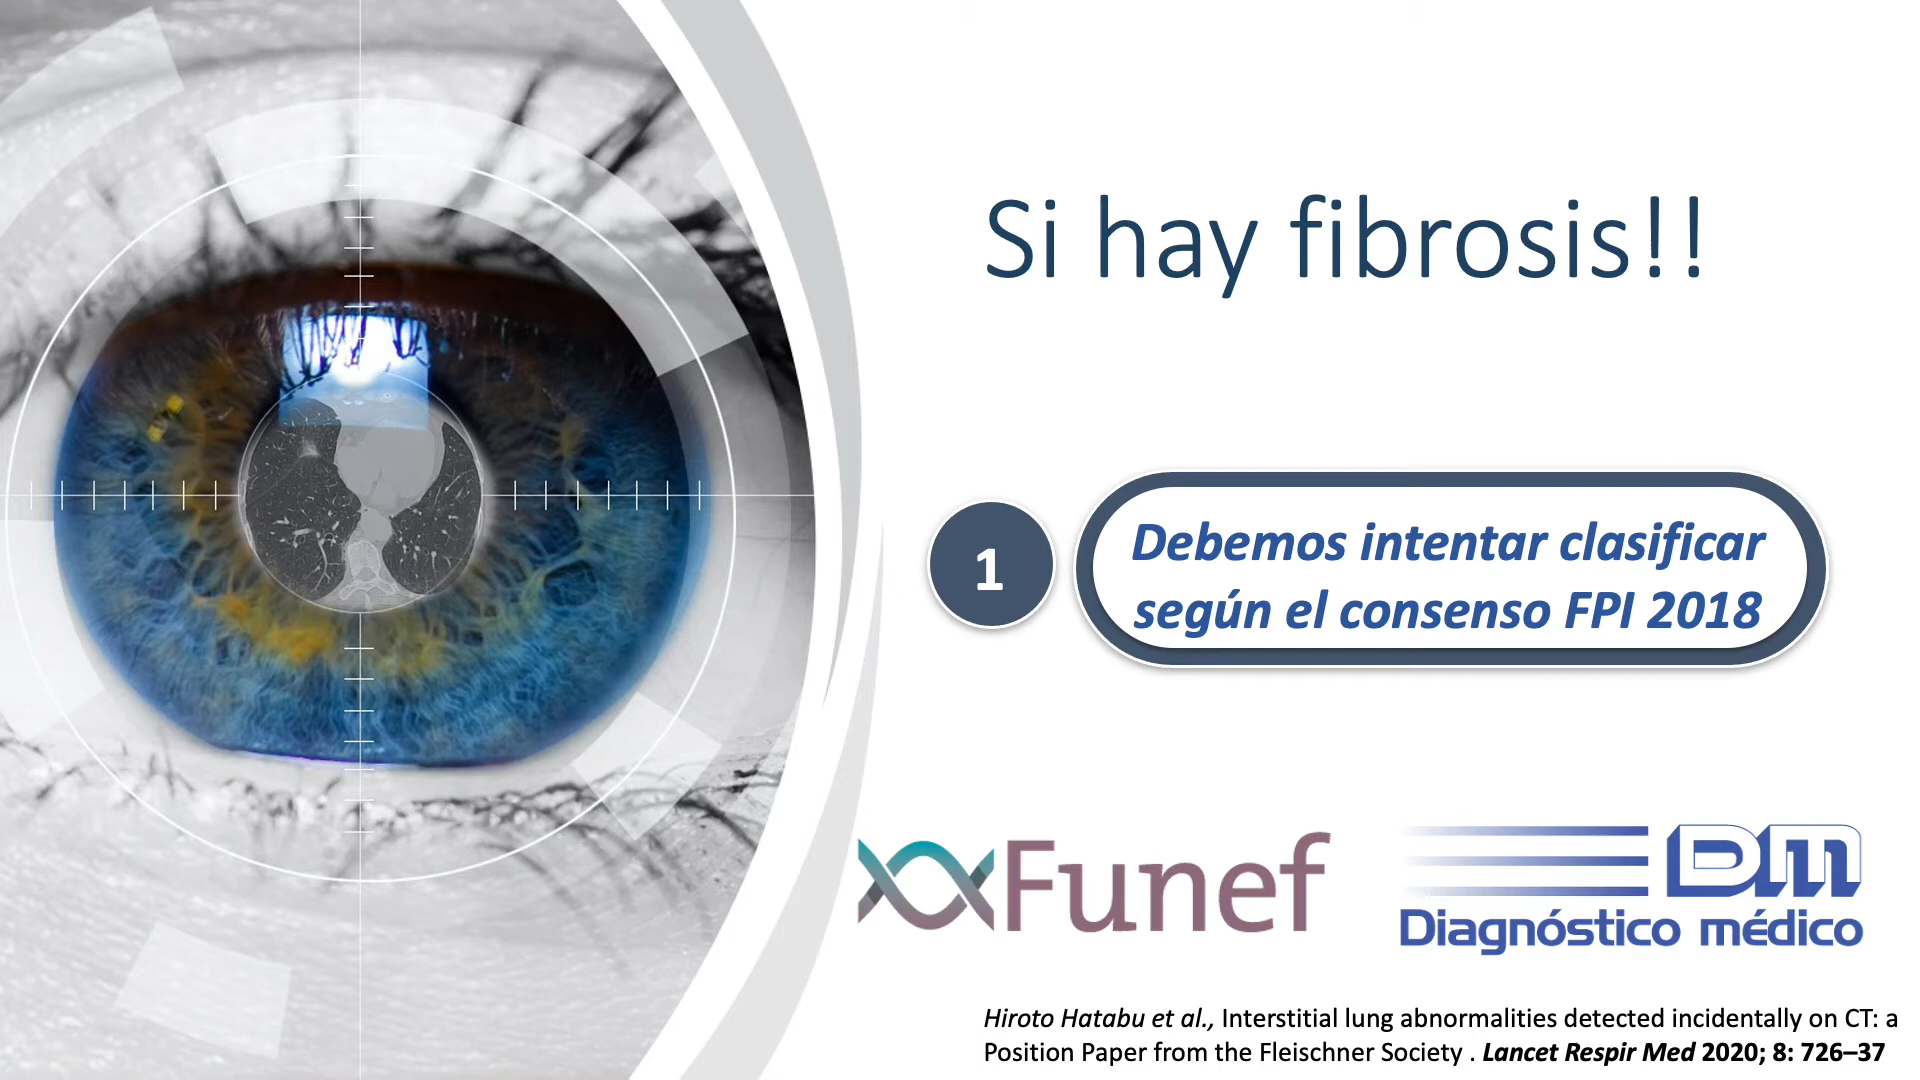 Si hay fibrosis!!
1
Debemos intentar clasificar
según el consenso FPI 2018
Funef
DM
Diagnóstico médico
Hiroto Hatabu et al., Interstitial lung abnormalities detected incidentally on CT: a
Position Paper from the Fleischner Society . Lancet Respir Med 2020; 8: 726–37